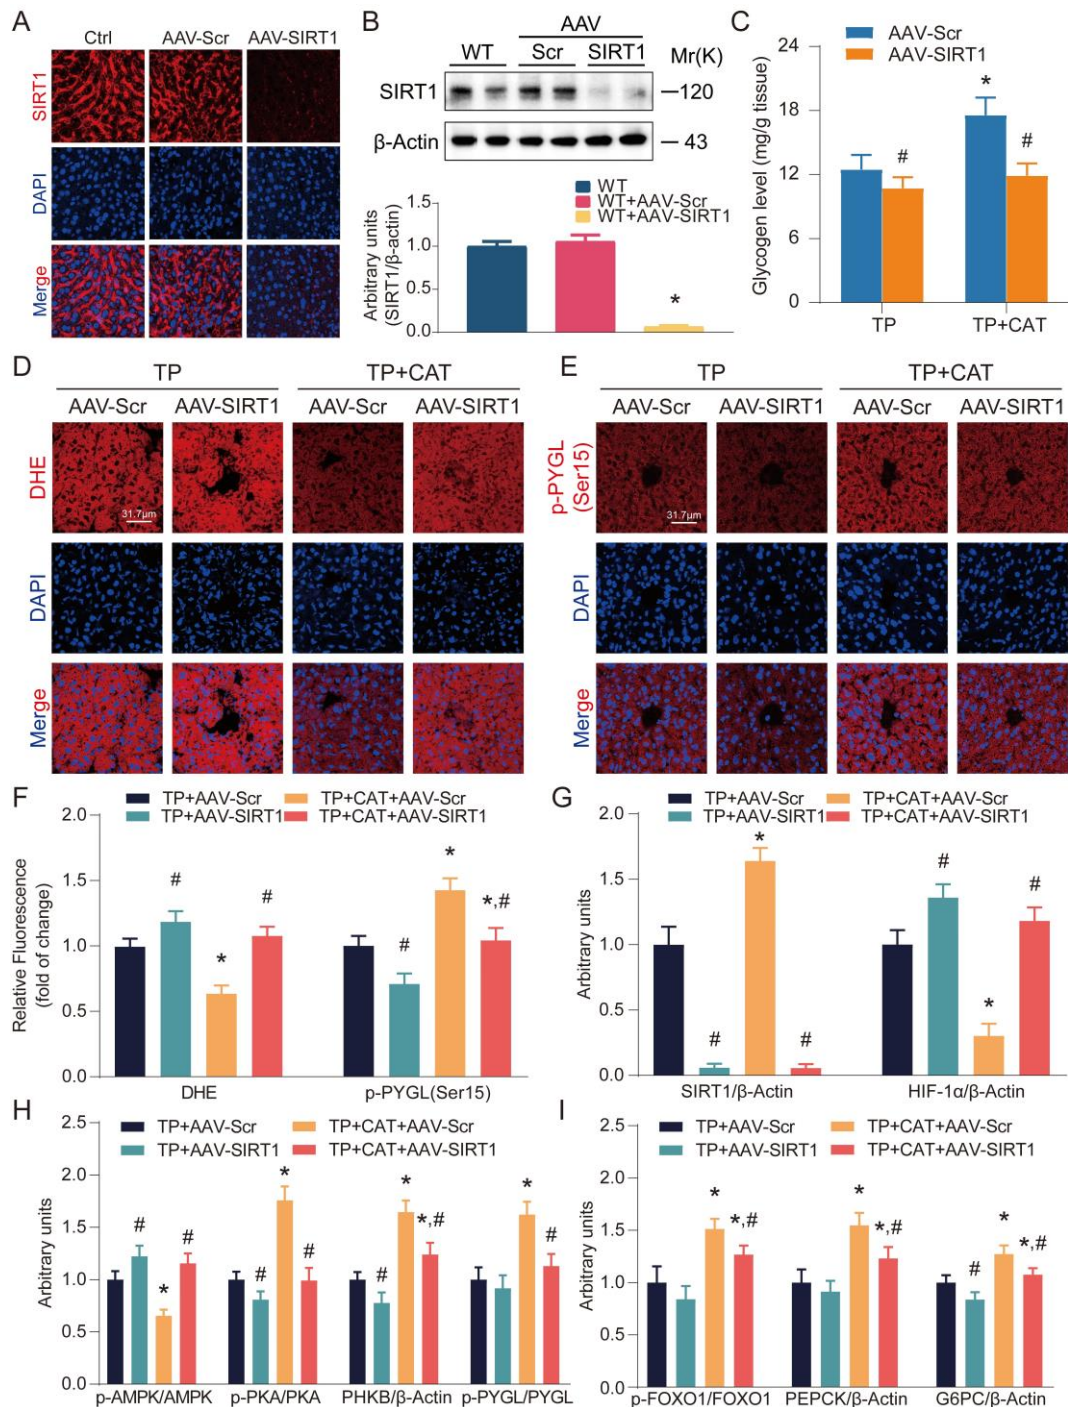 A
Ctrl AAV-Scr AAV-SIRT1
SIRT1
DAPI
Merge
B
AAV
WT Scr SIRT1 Mr(K)
SIRT1 —120
β-Actin — 43
WT
WT+AAV-Scr
WT+AAV-SIRT1
Arbitrary units
(SIRT1/β-actin)
1.5
1.0
0.5
0.0
*
C
AAV-Scr
AAV-SIRT1
Glycogen level (mg/g tissue)
24
18
12
6
0
# * #
TP TP+CAT
D
TP TP+CAT
AAV-Scr AAV-SIRT1 AAV-Scr AAV-SIRT1
DHE
31.7μm
DAPI
Merge
E
TP TP+CAT
AAV-Scr AAV-SIRT1 AAV-Scr AAV-SIRT1
p-PYGL
(Ser15)
31.7μm
DAPI
Merge
F
TP+AAV-Scr TP+CAT+AAV-Scr
TP+AAV-SIRT1 TP+CAT+AAV-SIRT1
Relative Fluorescence
(fold of change)
2.0
1.5
1.0
0.5
0.0
# * # # * *,#
DHE p-PYGL(Ser15)
G
TP+AAV-Scr TP+CAT+AAV-Scr
TP+AAV-SIRT1 TP+CAT+AAV-SIRT1
Arbitrary units
2.0
1.5
1.0
0.5
0.0
# * # # * #
SIRT1/β-Actin HIF-1α/β-Actin
H
TP+AAV-Scr TP+CAT+AAV-Scr
TP+AAV-SIRT1 TP+CAT+AAV-SIRT1
Arbitrary units
2.5
2.0
1.5
1.0
0.5
0.0
# * # # * # # * *,# * #
p-AMPK/AMPK p-PKA/PKA PHKB/β-Actin p-PYGL/PYGL
I
TP+AAV-Scr TP+CAT+AAV-Scr
TP+AAV-SIRT1 TP+CAT+AAV-SIRT1
Arbitrary units
2.5
2.0
1.5
1.0
0.5
0.0
* *,# * *,# # * *,#
p-FOXO1/FOXO1 PEPCK/β-Actin G6PC/β-Actin